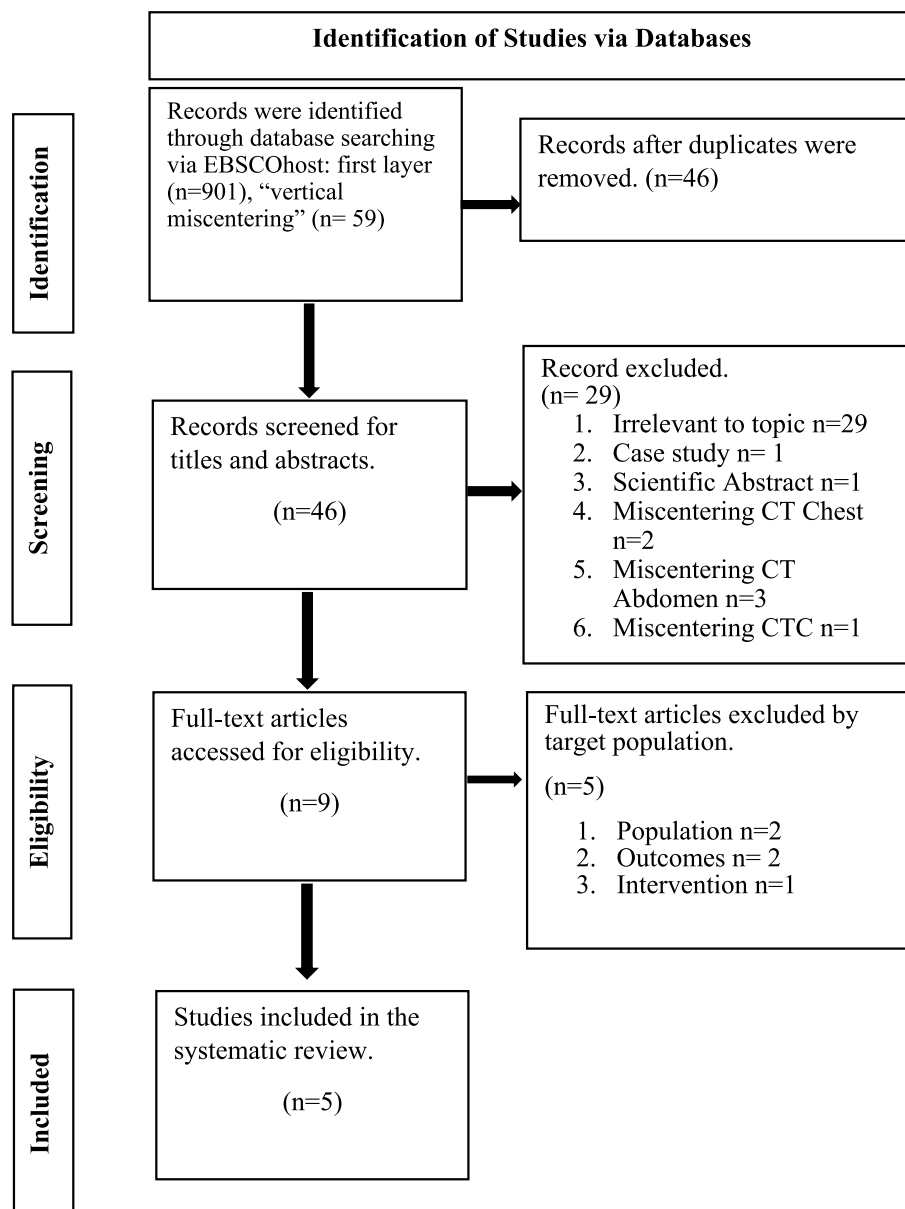 Identification of Studies via Databases
Identification
Records were identified
through database searching
via EBSCOhost: first layer
(n=901), “vertical
miscentering” (n= 59)
Records after duplicates were
removed. (n=46)
Screening
Records screened for
titles and abstracts.
(n=46)
Record excluded.
(n= 29)
1. Irrelevant to topic n=29
2. Case study n= 1
3. Scientific Abstract n=1
4. Miscentering CT Chest
n=2
5. Miscentering CT
Abdomen n=3
6. Miscentering CTC n=1
Eligibility
Full-text articles
accessed for eligibility.
(n=9)
Full-text articles excluded by
target population.
(n=5)
1. Population n=2
2. Outcomes n= 2
3. Intervention n=1
Included
Studies included in the
systematic review.
(n=5)